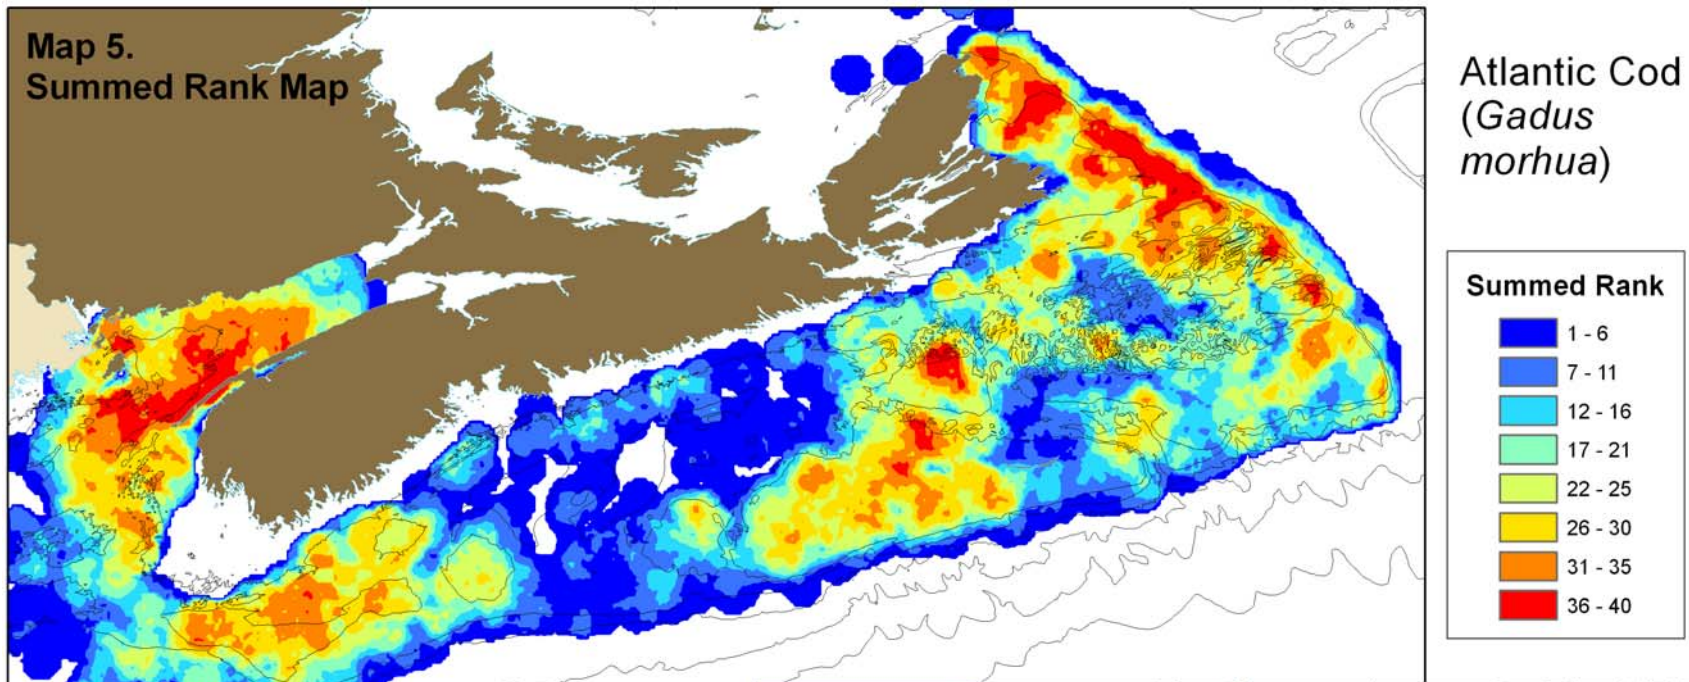 Map 5.
Summed Rank Map
Atlantic Cod
(Gadus
morhua)
Summed Rank
1 - 6
7 - 11
12 - 16
17 - 21
22 - 25
26 - 30
31 - 35
36 - 40